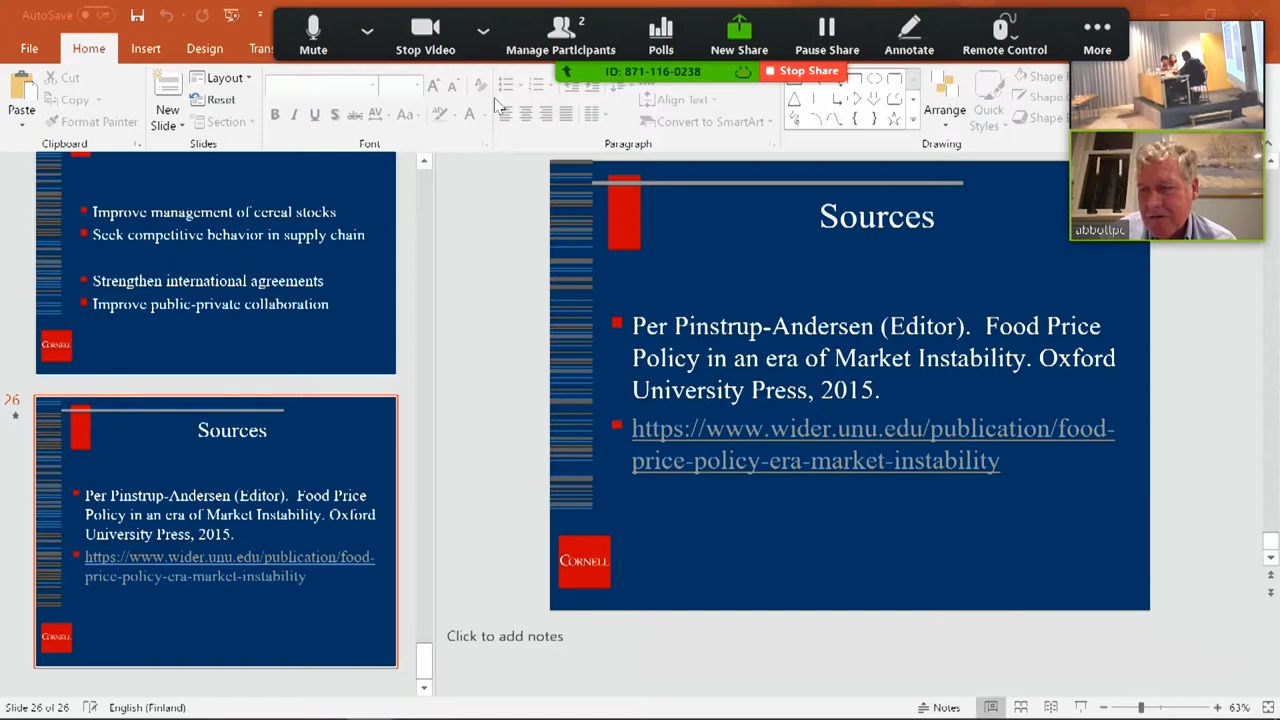 AutoSave Off
Mute
Stop Video
2
Manage Participants
Polls
New Share
Pause Share
Annotate
Remote Control
More
ID: 871-116-0238
Stop Share
File
Home
Insert
Design
Paste
Cut
Copy
Format Painter
Clipboard
New
Slide
Layout
Reset
Section
Slides
Font
Align Text
Convert to SmartArt
Paragraph
Styles
Shape
Shape
Shape
Drawing
abbottpc
Improve management of cereal stocks
Seek competitive behavior in supply chain
Strengthen international agreements
Improve public-private collaboration
CORNELL
26
Sources
Per Pinstrup-Andersen (Editor). Food Price
Policy in an era of Market Instability. Oxford
University Press, 2015.
https://www.wider.unu.edu/publication/food-
price-policy-era-market-instability
CORNELL
Sources
Per Pinstrup-Andersen (Editor). Food Price
Policy in an era of Market Instability Oxford
University Press, 2015.
https://www.wider.unu.edu/publication/food-
price-policy-era-market-instability
CORNELL
Click to add notes
Slide 26 of 26
English (Finland)
Notes
63%